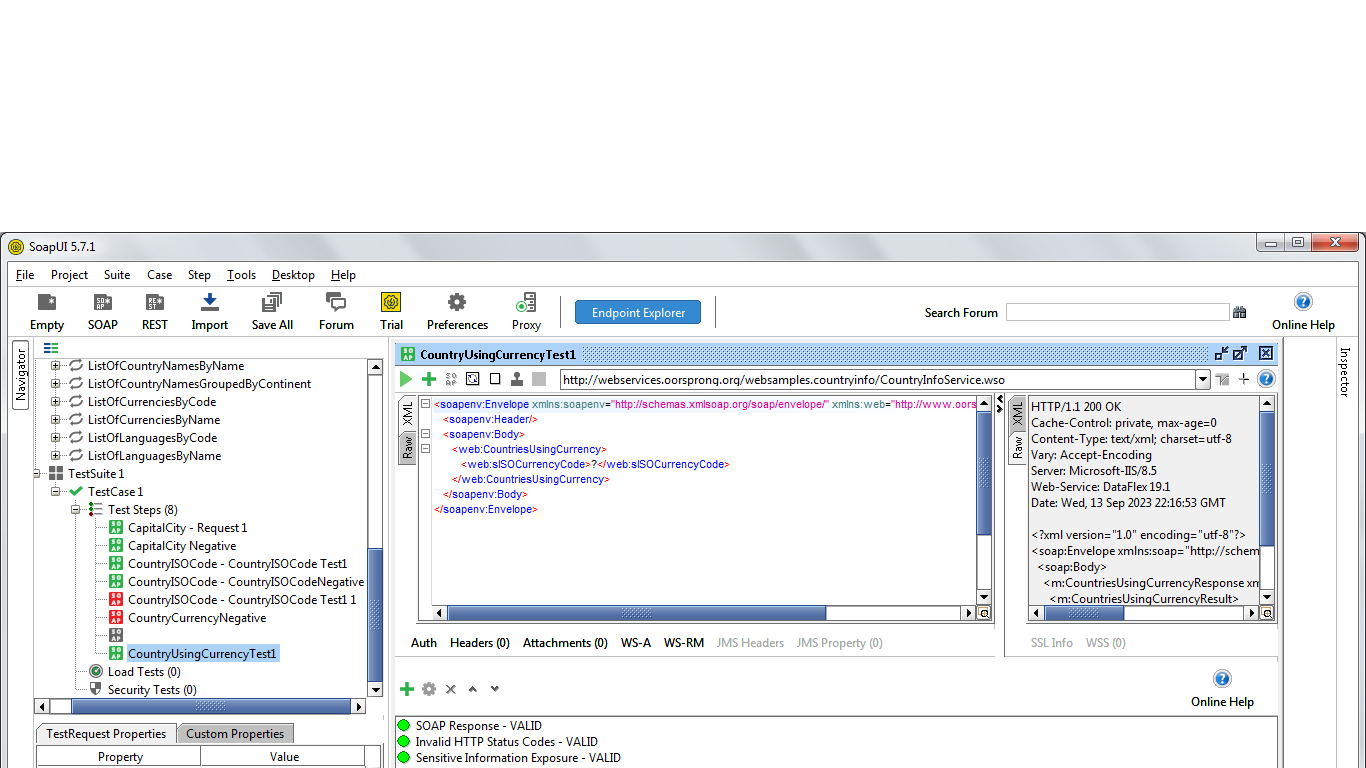 SoapUI 5.7.1
File Project Suite Case Step Tools Desktop Help
Empty SOAP REST Import Save All Forum Trial Preferences Proxy Endpoint Explorer Search Forum Online Help
Navigator
ListOfCountryNamesByName
ListOfCountryNamesGroupedByContinent
ListOfCurrenciesByCode
ListOfCurrenciesByName
ListOfLanguagesByCode
ListOfLanguagesByName
TestSuite 1
TestCase 1
Test Steps (8)
CapitalCity - Request 1
CapitalCity Negative
CountryISOCode - CountryISOCode Test1
CountryISOCode - CountryISOCodeNegative
CountryISOCode - CountryISOCode Test1 1
CountryCurrencyNegative
CountryUsingCurrencyTest1
Load Tests (0)
Security Tests (0)
TestRequest Properties Custom Properties
Property Value
CountryUsingCurrencyTest1
http://webservices.oorsprong.org/websamples.countryinfo/CountryInfoService.wso
XML
Raw
<soapenv:Envelope xmlns:soapenv="http://schemas.xmlsoap.org/soap/envelope/" xmlns:web="http://www.oors
<soapenv:Header/>
<soapenv:Body>
<web:CountriesUsingCurrency>
<web:sISOCurrencyCode>?</web:sISOCurrencyCode>
</web:CountriesUsingCurrency>
</soapenv:Body>
</soapenv:Envelope>
Auth Headers (0) Attachments (0) WS-A WS-RM JMS Headers JMS Property (0)
XML
Raw
HTTP/1.1 200 OK
Cache-Control: private, max-age=0
Content-Type: text/xml; charset=utf-8
Vary: Accept-Encoding
Server: Microsoft-IIS/8.5
Web-Service: DataFlex 19.1
Date: Wed, 13 Sep 2023 22:16:53 GMT
<?xml version="1.0" encoding="utf-8"?>
<soap:Envelope xmlns:soap="http://schem
<soap:Body>
<m:CountriesUsingCurrencyResponse xm
<m:CountriesUsingCurrencyResult>
SSL Info WSS (0)
Inspector
Online Help
SOAP Response - VALID
Invalid HTTP Status Codes - VALID
Sensitive Information Exposure - VALID